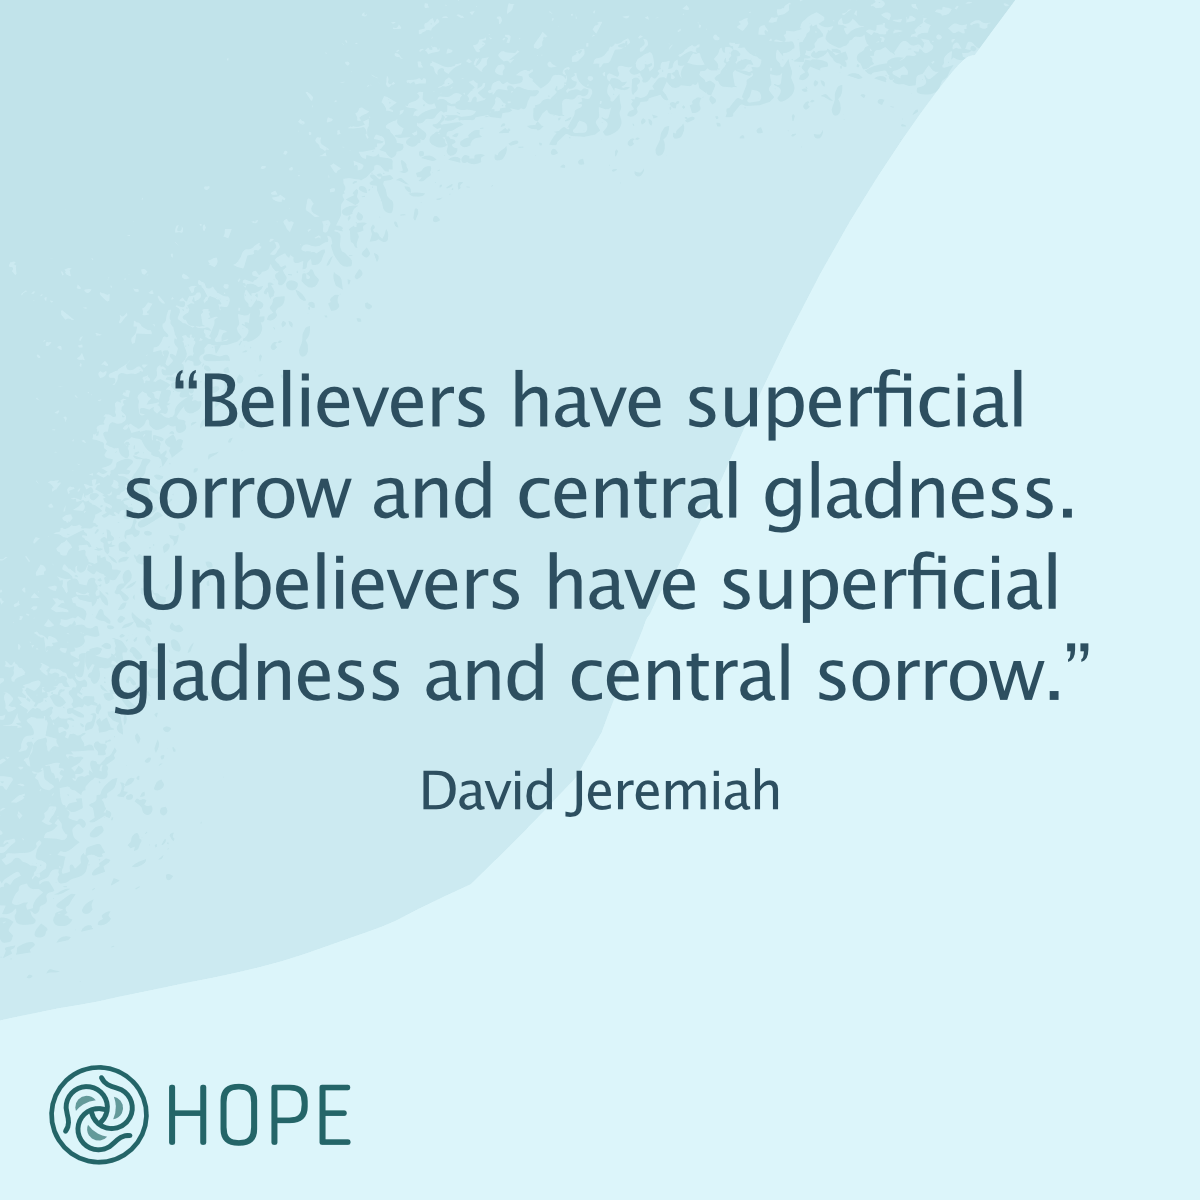 “Believers have superficial
sorrow and central gladness.
Unbelievers have superficial
gladness and central sorrow.”
David Jeremiah
HOPE